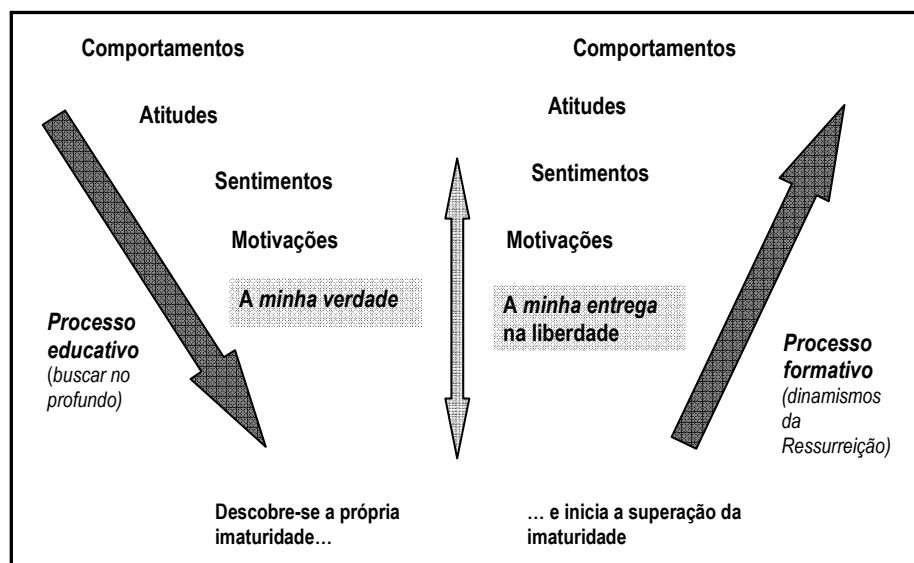 Comportamentos
Atitudes
Sentimentos
Motivações
A minha verdade
Processo
educativo
(buscar no
profundo)
Descobre-se a própria
imaturidade…
Comportamentos
Atitudes
Sentimentos
Motivações
A minha entrega
na liberdade
Processo
formativo
(dinamismos
da
Ressurreição)
… e inicia a superação da
imaturidade